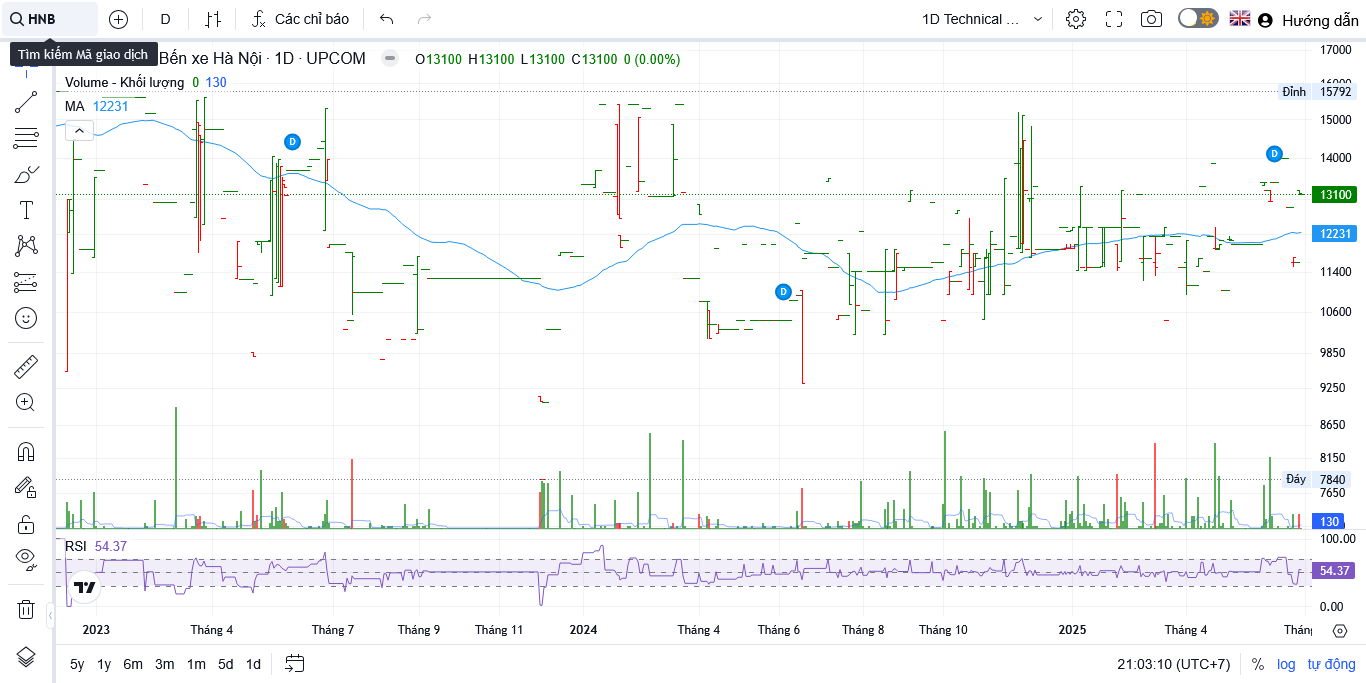 HNB
D
Các chỉ báo
1D Technical ...
Hướng dẫn
Tìm kiếm Mã giao dịch
Bến xe Hà Nội · 1D · UPCOM
O13100 H13100 L13100 C13100 0 (0.00%)
Volume - Khối lượng 0 130
MA 12231
17000
16000
Đỉnh 15792
15000
14000
13100
12231
11400
10600
9850
9250
8650
8150
Đáy 7840
7650
130
D
D
D
RSI 54.37
100.00
54.37
0.00
2023 Tháng 4 Tháng 7 Tháng 9 Tháng 11 2024 Tháng 4 Tháng 6 Tháng 8 Tháng 10 2025 Tháng 4 Thán
5y 1y 6m 3m 1m 5d 1d
21:03:10 (UTC+7) % log tự động